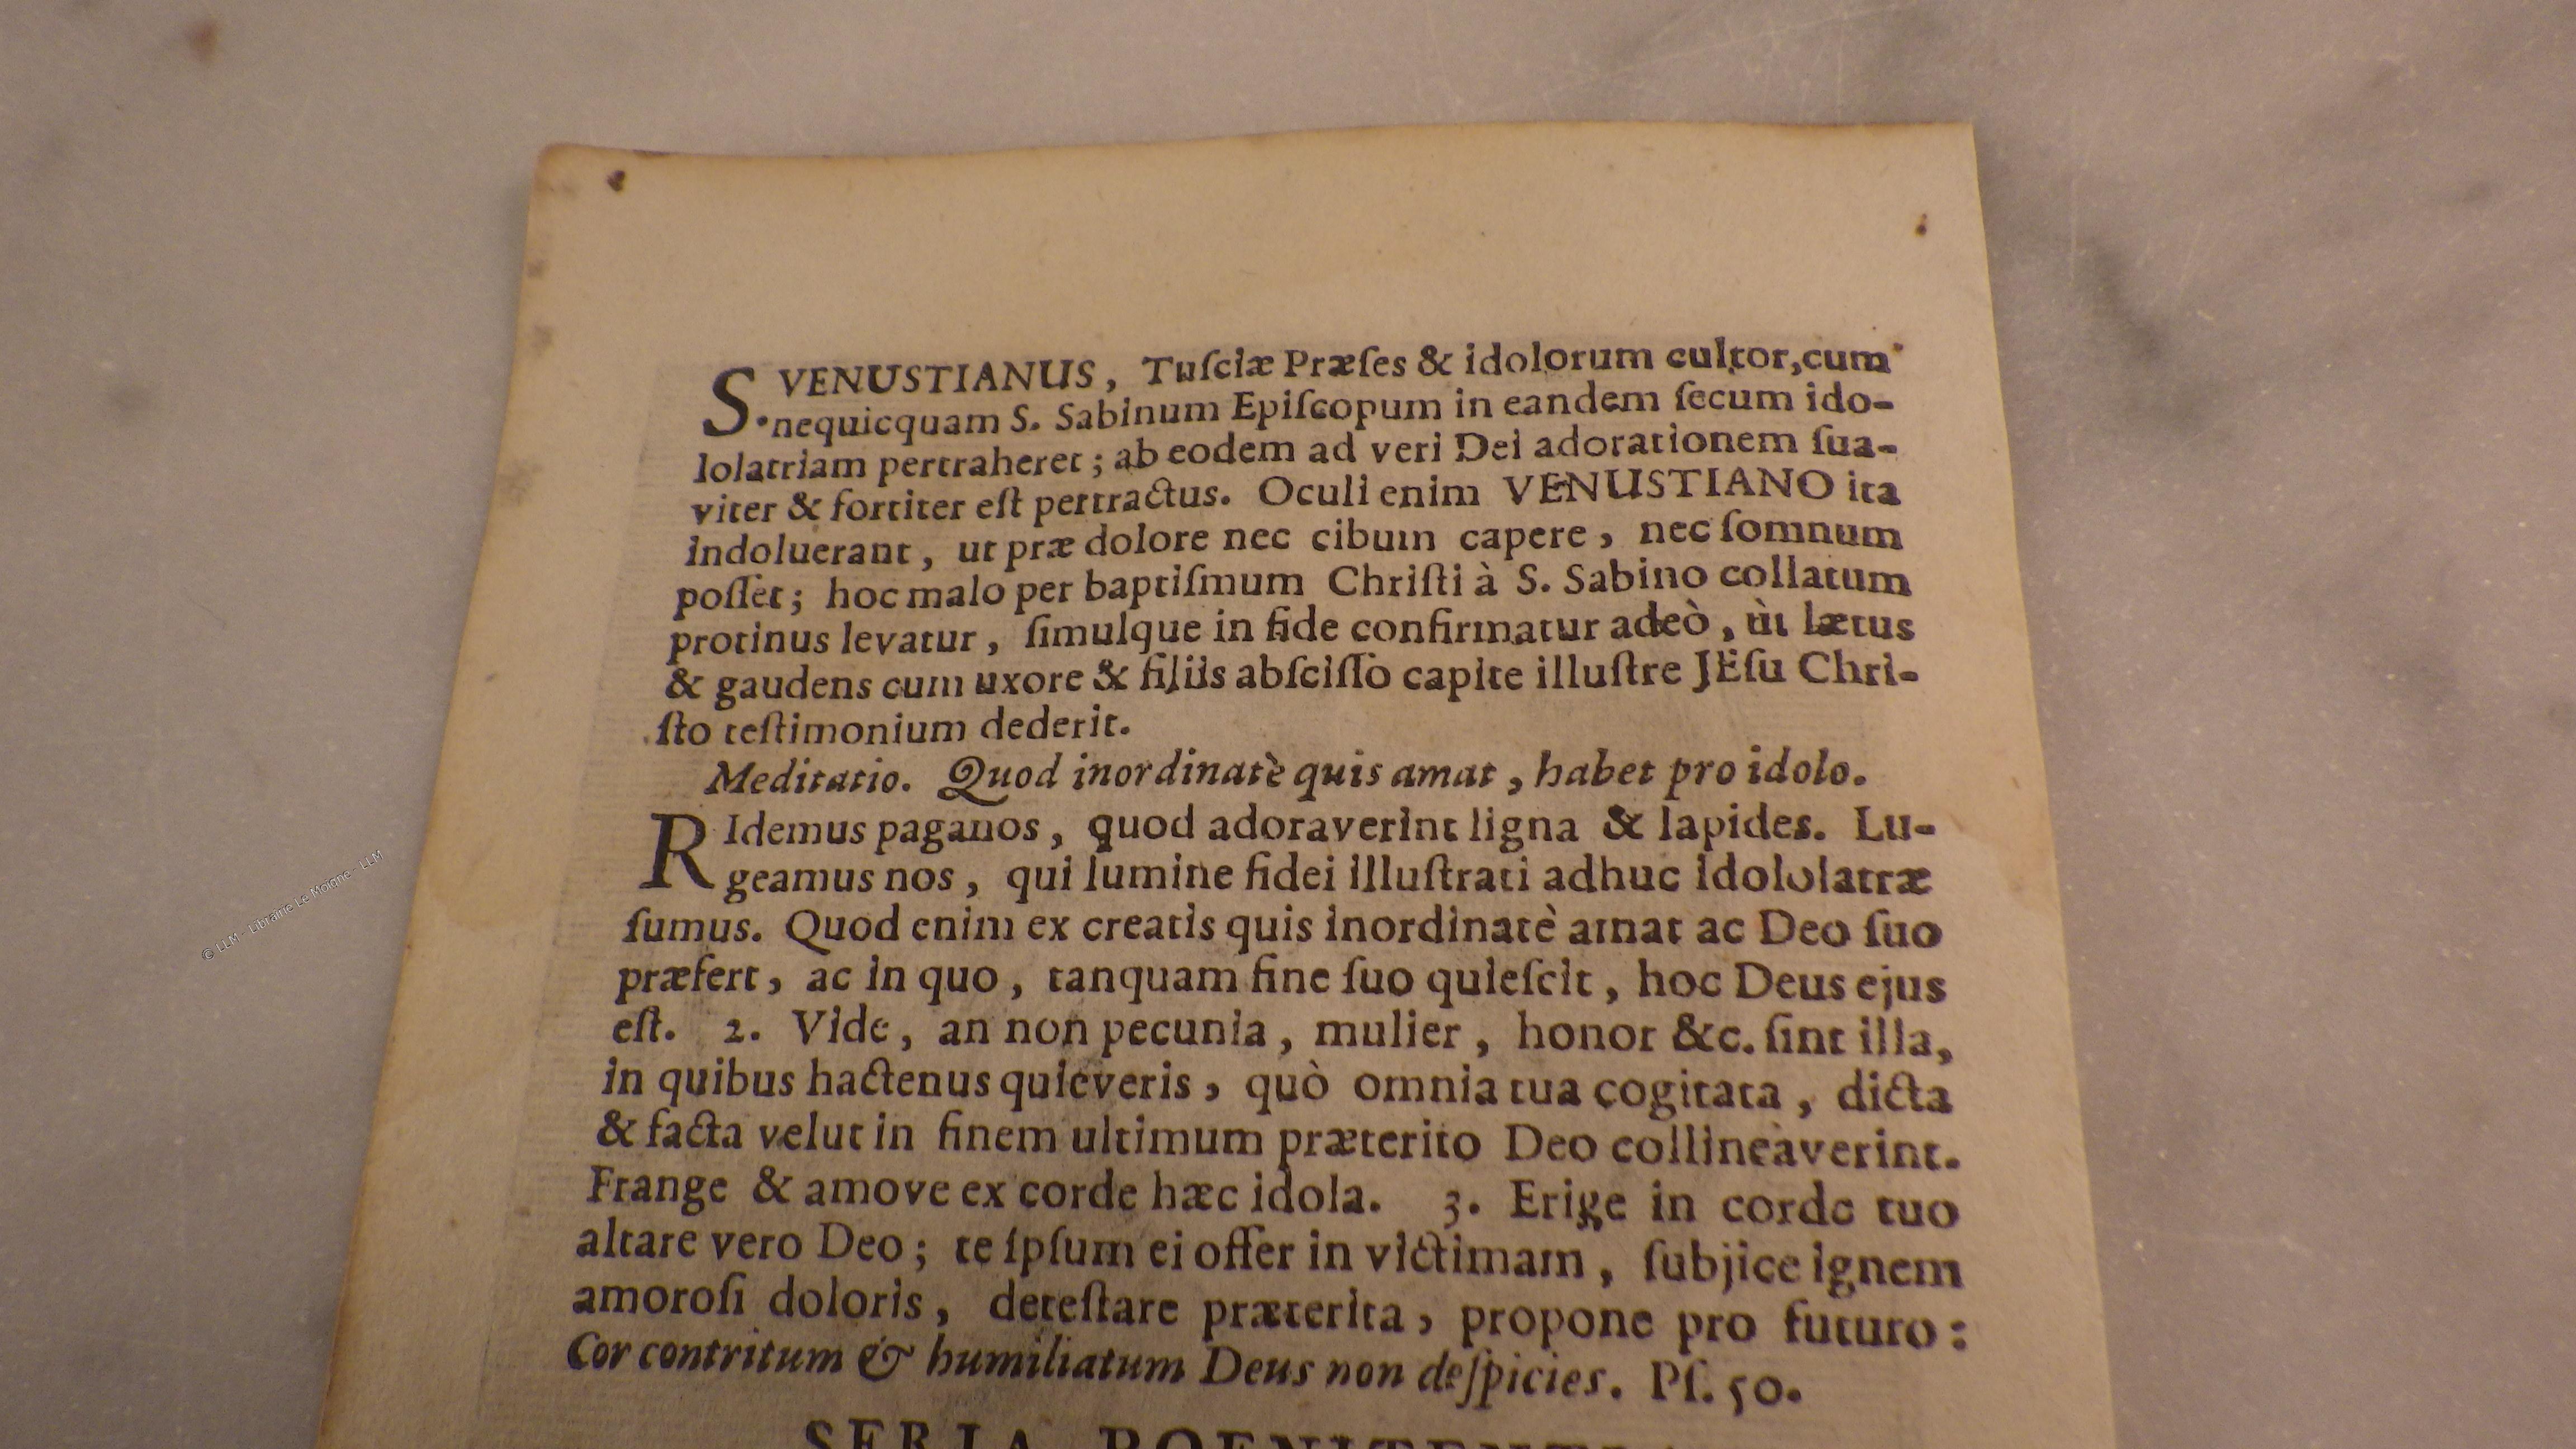 S. VENUSTIANUS, Tuſciæ Præſes & idolorum cultor, cum
nequicquam S. Sabinum Epiſcopum in eandem ſecum ido-
lolatriam pertraheret; ab eodem ad veri Dei adorationem ſua-
viter & fortiter eſt pertractus. Oculi enim VENUSTIANO ita
indoluerant, ut præ dolore nec cibum capere, nec ſomnum
poſſet; hoc malo per baptiſmum Chriſti à S. Sabino collatum
protinus levatur, ſimulque in fide confirmatur adeò, ùt lætus
& gaudens cum uxore & filiis abſciſſo capite illuſtre JEſu Chri-
ſto teſtimonium dederit.
Meditatio. Quod inordinatè quis amat, habet pro idolo.
RIdemus paganos, quod adoraverint ligna & lapides. Lu-
geamus nos, qui lumine fidei illuſtrati adhuc idololatræ
ſumus. Quod enim ex creatis quis inordinatè amat ac Deo ſuo
præfert, ac in quo, tanquam fine ſuo quieſcit, hoc Deus ejus
eſt. 2. Vide, an non pecunia, mulier, honor &c. ſint illa,
in quibus hactenus quieveris, quò omnia tua cogitata, dicta
& facta velut in finem ultimum præterito Deo collineaverint.
Frange & amove ex corde hæc idola. 3. Erige in corde tuo
altare vero Deo; te ipſum ei offer in victimam, ſubjice ignem
amoroſi doloris, deteſtare præterita, propone pro futuro:
Cor contritum & humiliatum Deus non deſpicies. Pſ. 50.
SERIA
© LLM - Librairie Le Moigne - LLM